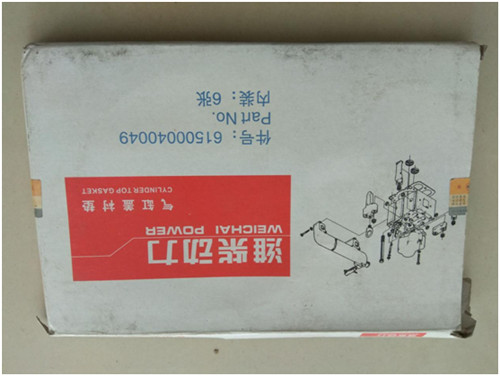 潍柴动力
WEICHAI POWER
气缸盖衬垫
CYLINDER TOP GASKET
件号：61500040049
Part No.
内装：6张